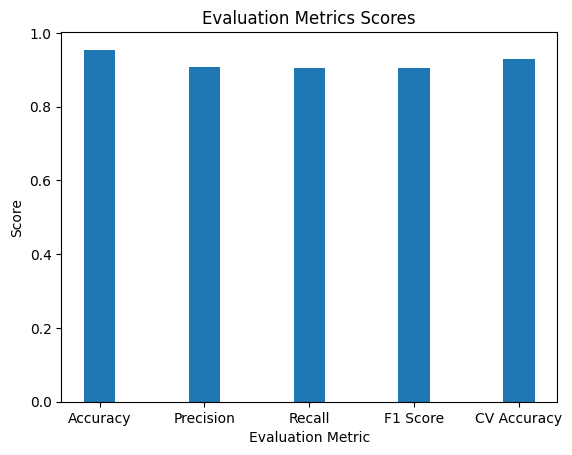 Evaluation Metrics Scores
1.0
0.8
0.6
0.4
0.2
0.0
Score
Accuracy Precision Recall F1 Score CV Accuracy
Evaluation Metric